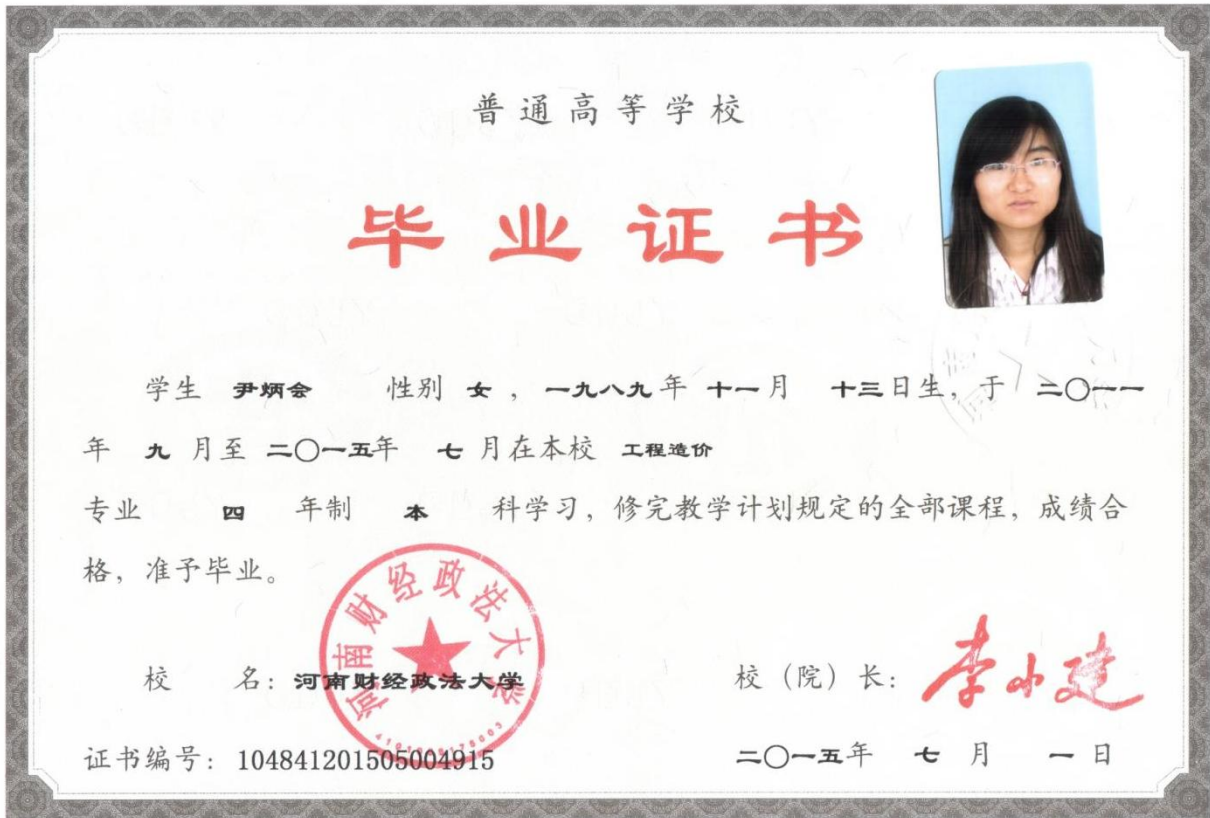 普通高等学校
毕业证书
学生 尹炳会 性别 女，一九八九年 十一月 十三日生，于 二〇一一
年 九 月至 二〇一五年 七 月在本校 工程造价
专业 四 年制 本 科学习，修完教学计划规定的全部课程，成绩合
格，准予毕业。
河南财经政法大学
校 名：河南财经政法大学 校（院）长：李小建
证书编号：104841201505004915 二〇一五年 七 月 一 日